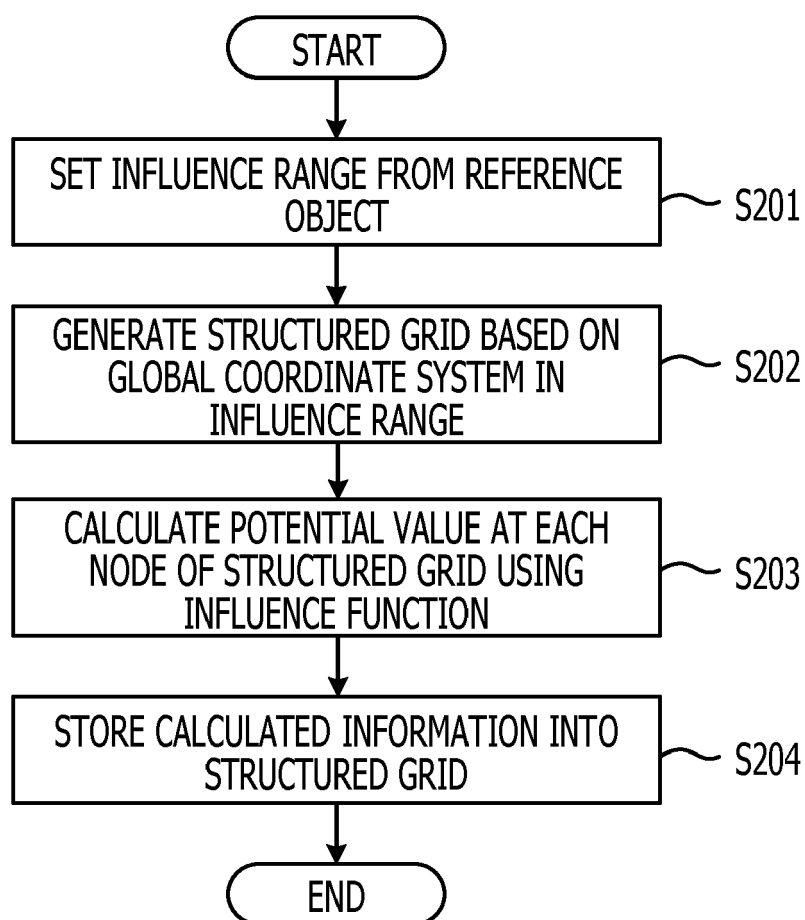 START
SET INFLUENCE RANGE FROM REFERENCE
OBJECT
S201
GENERATE STRUCTURED GRID BASED ON
GLOBAL COORDINATE SYSTEM IN
INFLUENCE RANGE
S202
CALCULATE POTENTIAL VALUE AT EACH
NODE OF STRUCTURED GRID USING
INFLUENCE FUNCTION
S203
STORE CALCULATED INFORMATION INTO
STRUCTURED GRID
S204
END